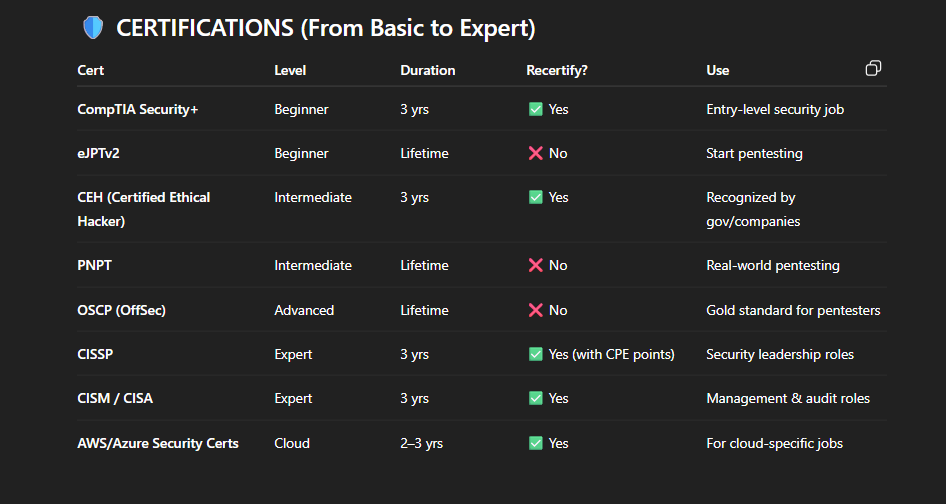 🛡️ CERTIFICATIONS (From Basic to Expert)
Cert Level Duration Recertify? Use
CompTIA Security+ Beginner 3 yrs ✅ Yes Entry-level security job
eJPTv2 Beginner Lifetime ❌ No Start pentesting
CEH (Certified Ethical Hacker) Intermediate 3 yrs ✅ Yes Recognized by gov/companies
PNPT Intermediate Lifetime ❌ No Real-world pentesting
OSCP (OffSec) Advanced Lifetime ❌ No Gold standard for pentesters
CISSP Expert 3 yrs ✅ Yes (with CPE points) Security leadership roles
CISM / CISA Expert 3 yrs ✅ Yes Management & audit roles
AWS/Azure Security Certs Cloud 2–3 yrs ✅ Yes For cloud-specific jobs